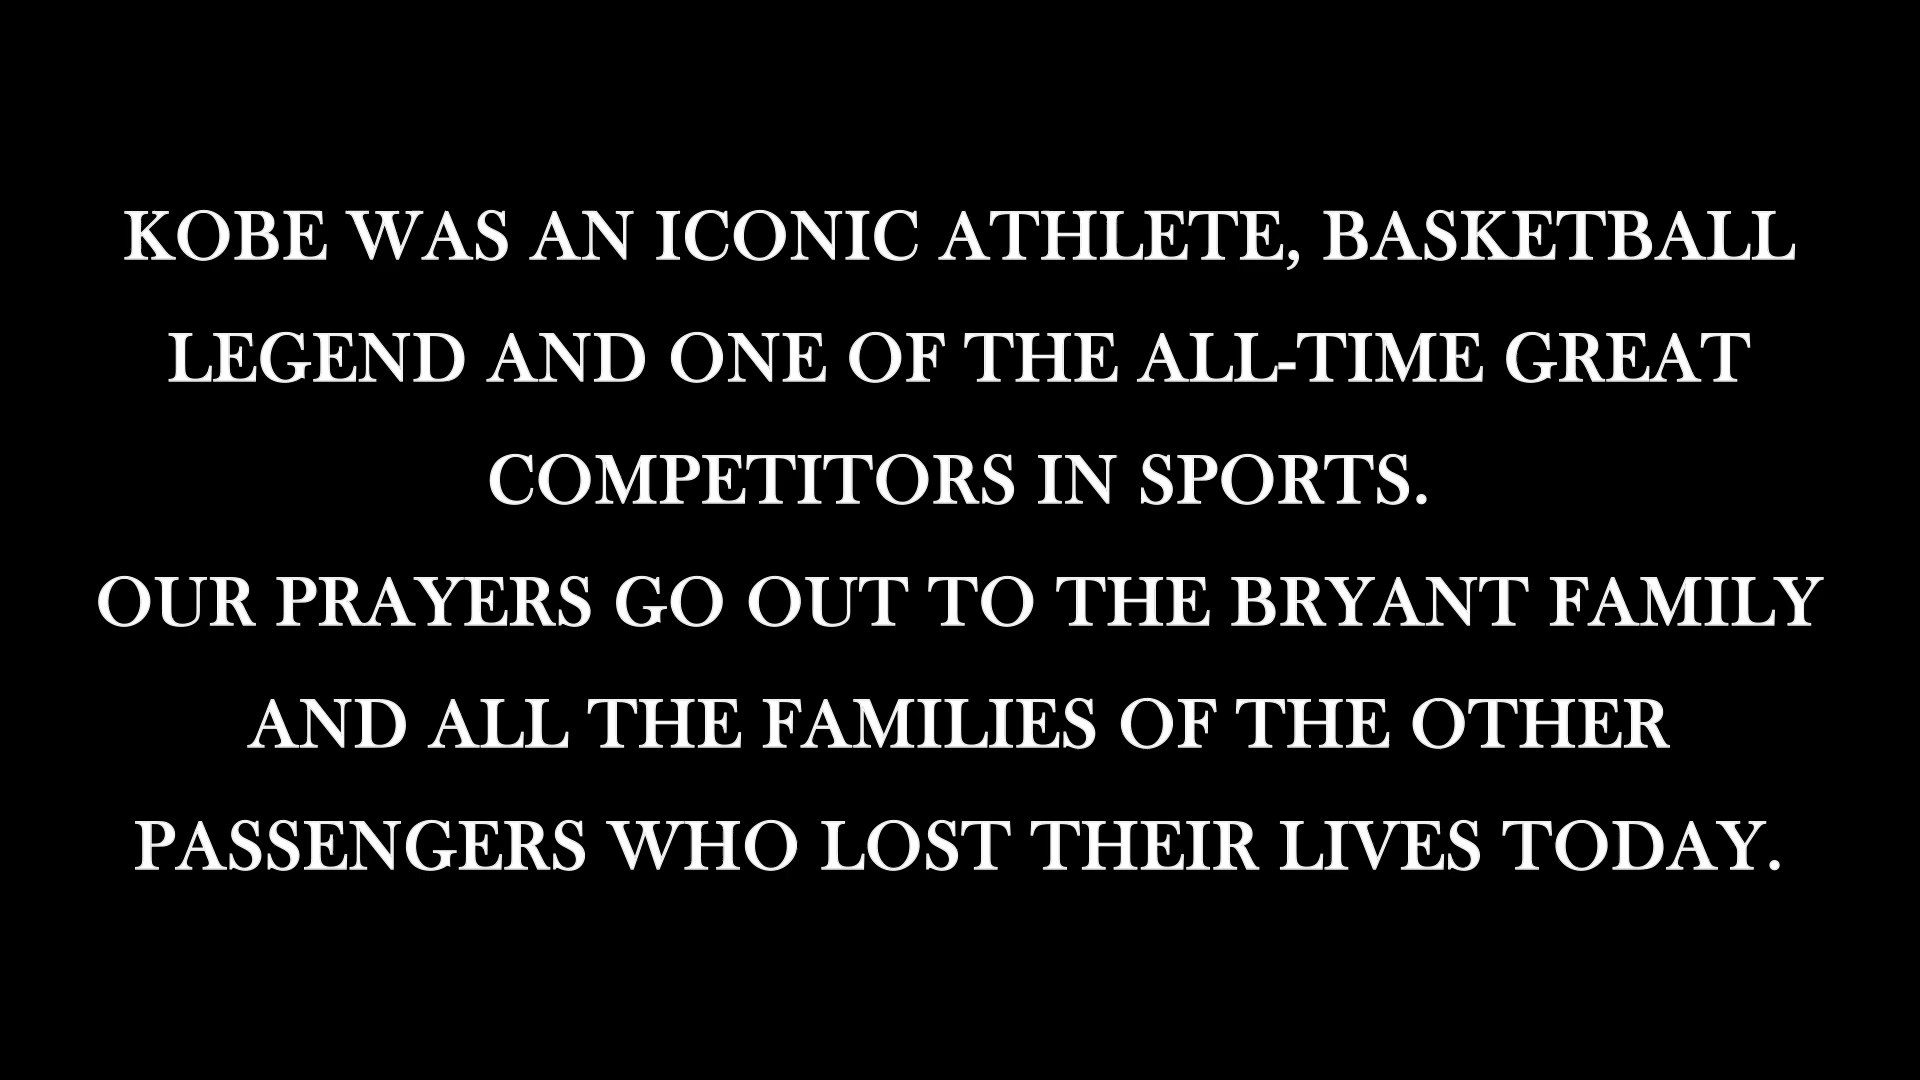 KOBE WAS AN ICONIC ATHLETE, BASKETBALL
LEGEND AND ONE OF THE ALL-TIME GREAT
COMPETITORS IN SPORTS.
OUR PRAYERS GO OUT TO THE BRYANT FAMILY
AND ALL THE FAMILIES OF THE OTHER
PASSENGERS WHO LOST THEIR LIVES TODAY.